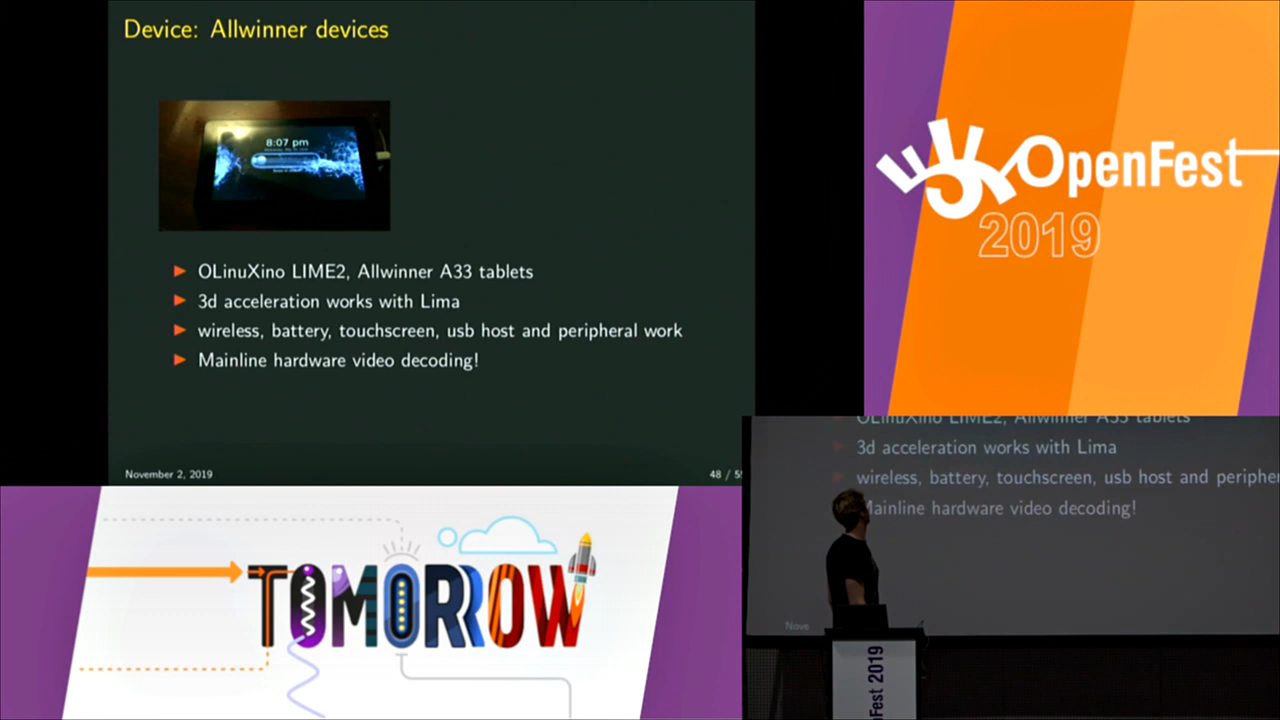 Device: Allwinner devices
8:07 pm
OLinuXino LIME2, Allwinner A33 tablets
3d acceleration works with Lima
wireless, battery, touchscreen, usb host and peripheral work
Mainline hardware video decoding!
November 2, 2019
48 / 5
OpenFest
2019
TOMORROW
OLinuXino LIME2, Allwinner A33 tablets
3d acceleration works with Lima
wireless, battery, touchscreen, usb host and periphe
Mainline hardware video decoding!
Nove
nFest 2019